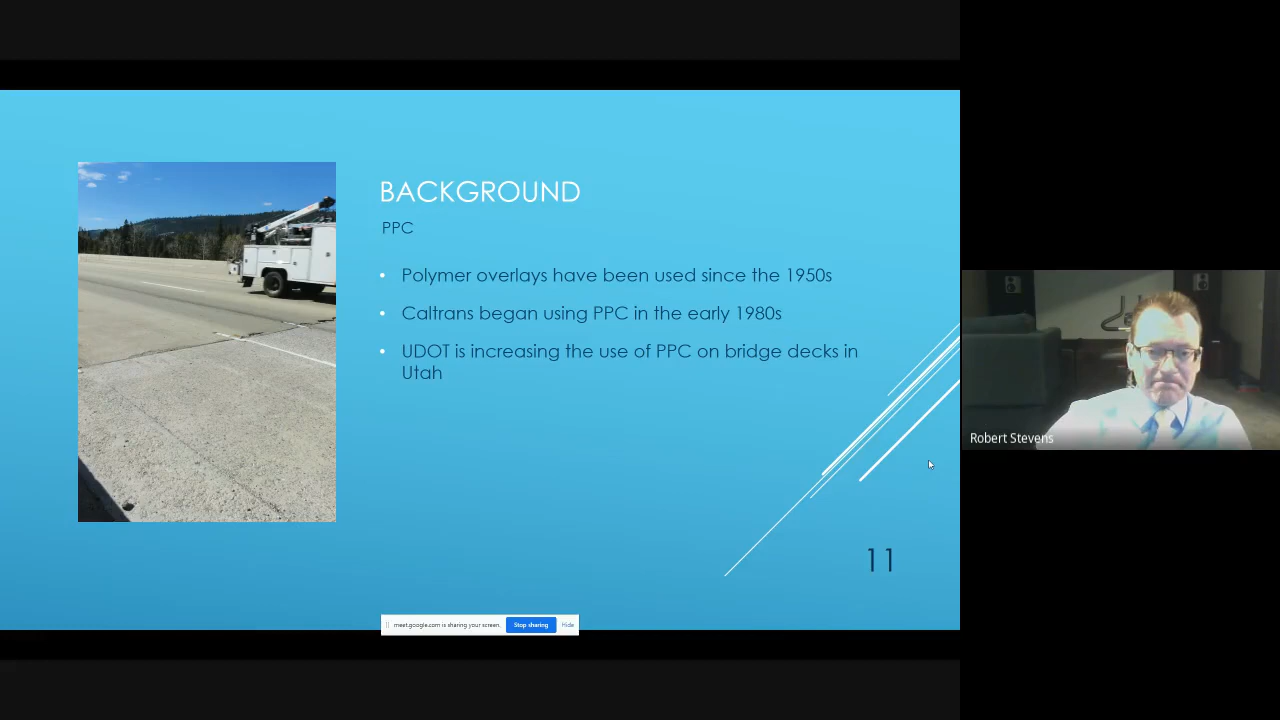 BACKGROUND
PPC
• Polymer overlays have been used since the 1950s
• Caltrans began using PPC in the early 1980s
• UDOT is increasing the use of PPC on bridge decks in
Utah
11
meet.google.com is sharing your screen. Stop sharing Hide
Robert Stevens